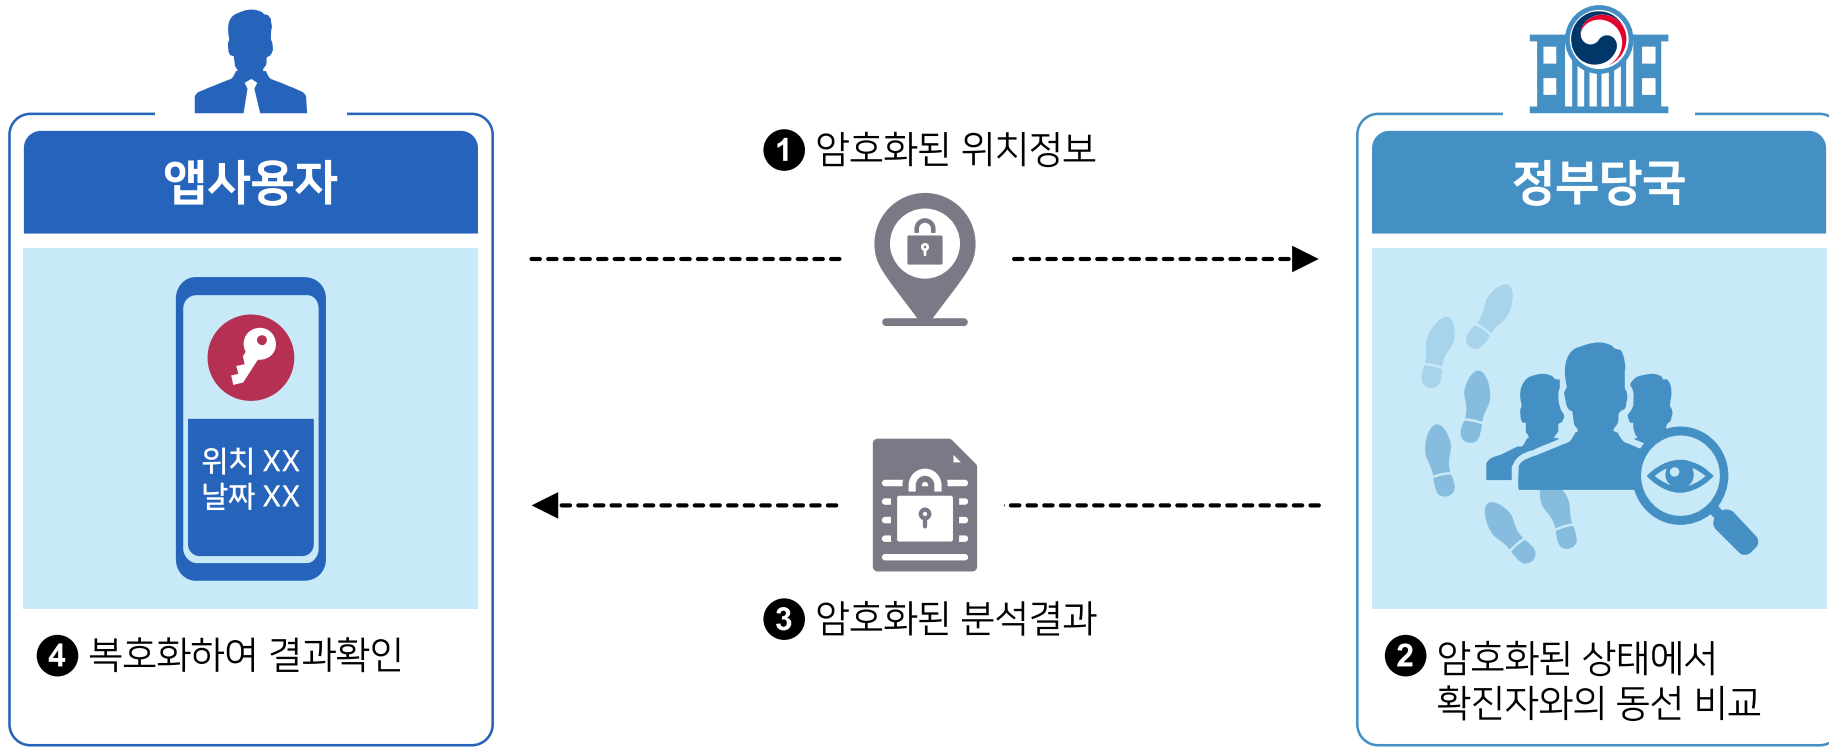 앱사용자
위치 XX
날짜 XX
4 복호화하여 결과확인
1 암호화된 위치정보
3 암호화된 분석결과
정부당국
2 암호화된 상태에서
확진자와의 동선 비교